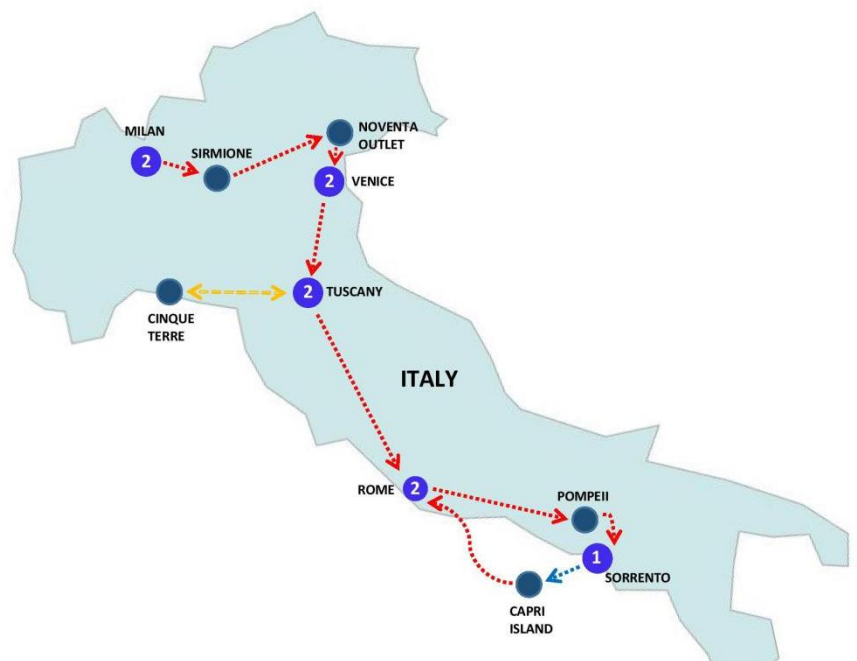 MILAN
2
SIRMIONE
NOVENTA
OUTLET
2
VENICE
2
TUSCANY
CINQUE
TERRE
ITALY
ROME
2
POMPEII
1
SORRENTO
CAPRI
ISLAND